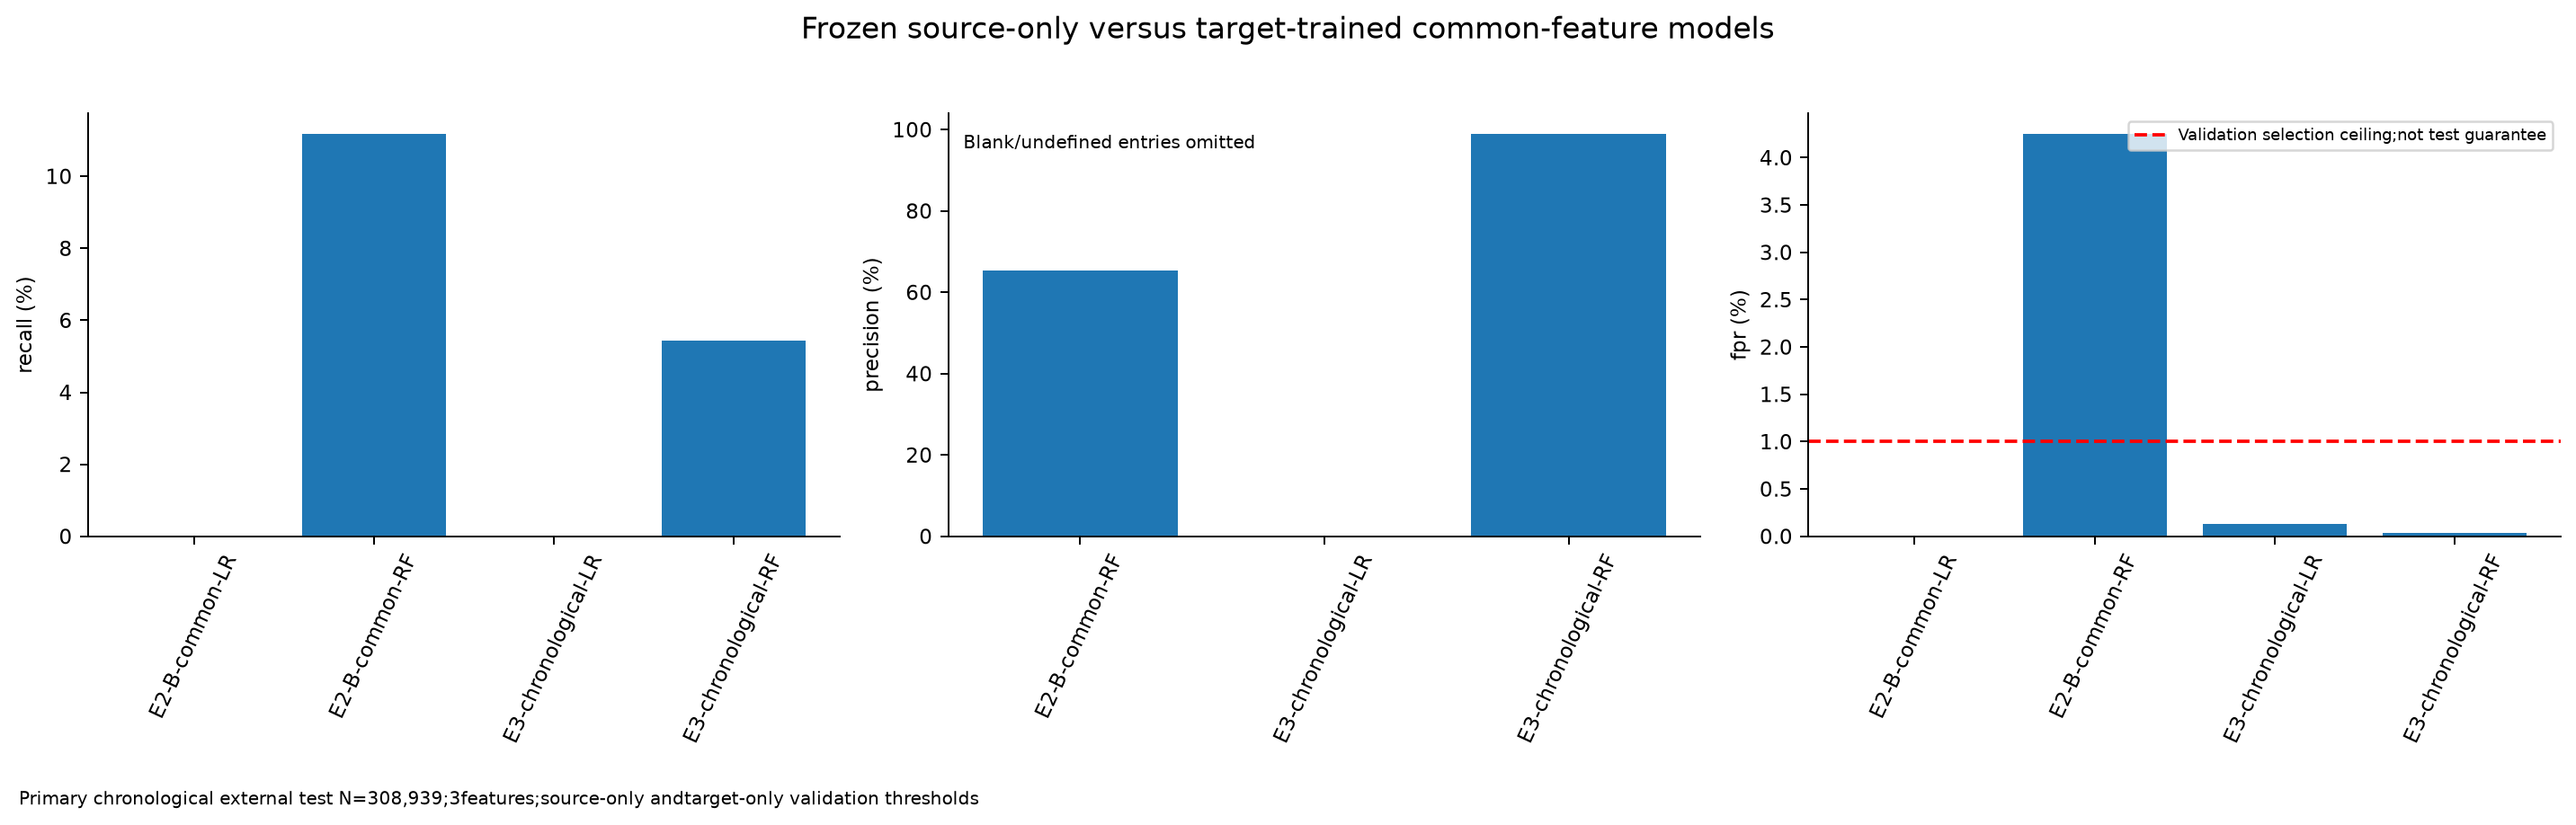 Frozen source-only versus target-trained common-feature models
recall (%)
10
8
6
4
2
0
E2-B-common-LR
E2-B-common-RF
E3-chronological-LR
E3-chronological-RF
precision (%)
100
80
60
40
20
0
Blank/undefined entries omitted
E2-B-common-RF
E3-chronological-LR
E3-chronological-RF
fpr (%)
4.0
3.5
3.0
2.5
2.0
1.5
1.0
0.5
0.0
Validation selection ceiling;not test guarantee
E2-B-common-LR
E2-B-common-RF
E3-chronological-LR
E3-chronological-RF
Primary chronological external test N=308,939;3features;source-only andtarget-only validation thresholds